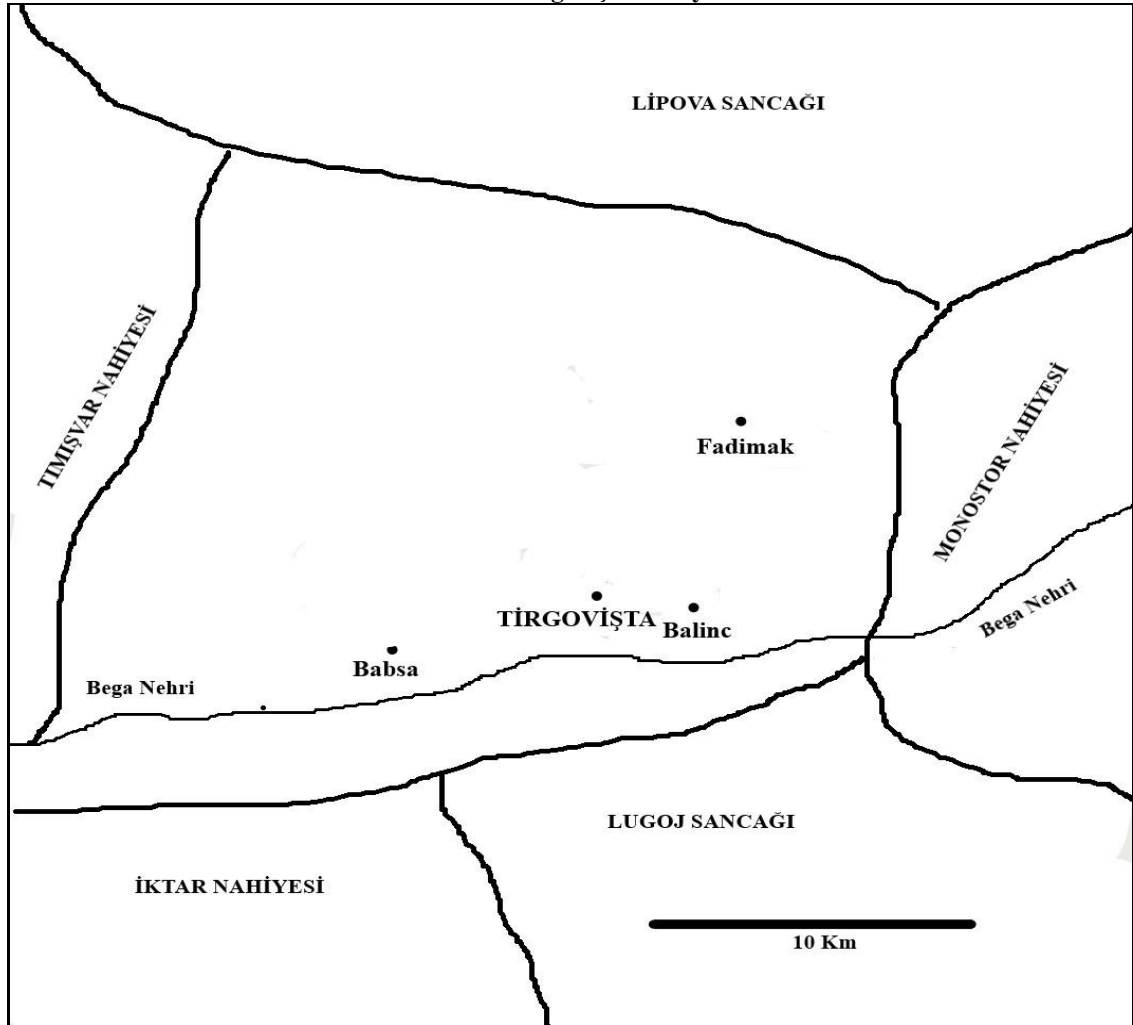 LİPOVA SANCAĞI
TIMIŞVAR NAHİYESİ
Fadimak
MONOSTOR NAHİYESİ
TİRGOVİŞTA
Balinc
Bega Nehri
Babsa
Bega Nehri
LUGOJ SANCAĞI
İKTAR NAHİYESİ
10 Km